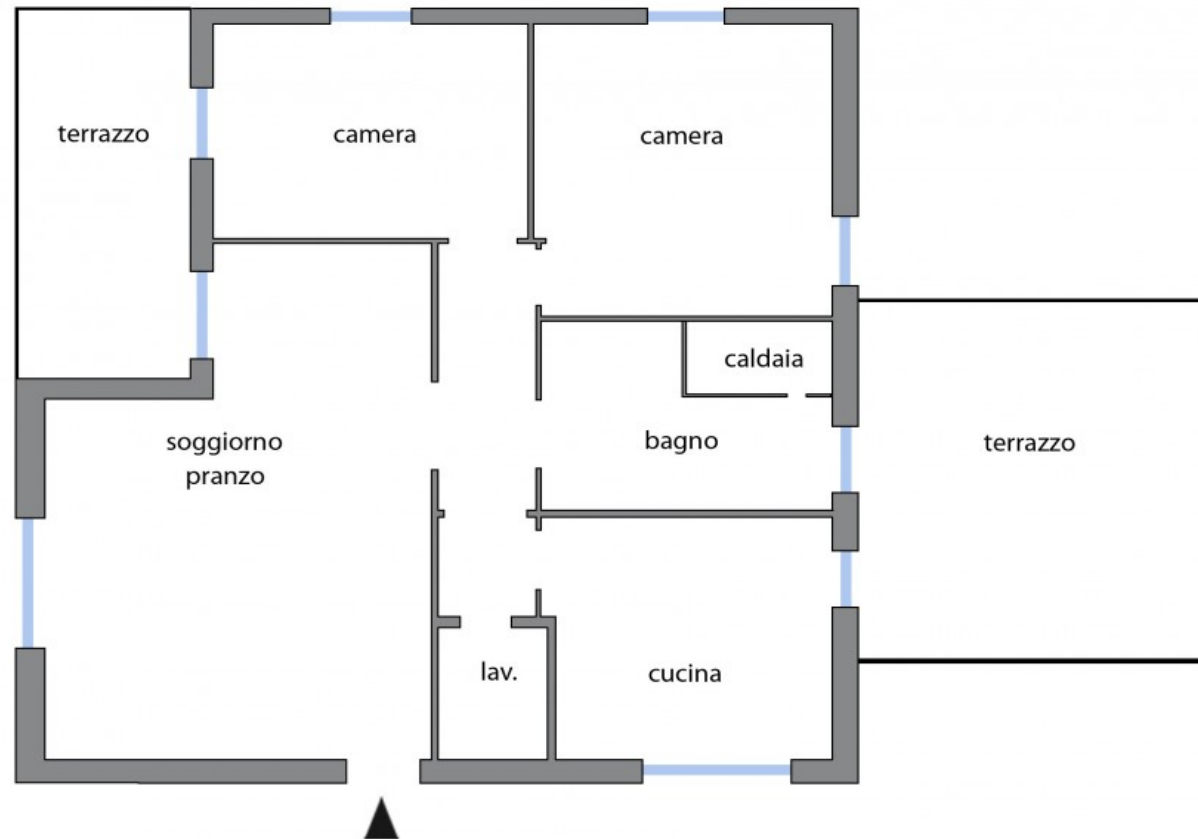 terrazzo
camera
camera
caldaia
soggiorno
pranzo
bagno
terrazzo
lav.
cucina